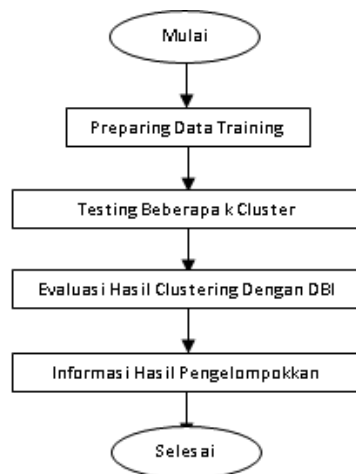 Mulai
Preparing Data Training
Testing Beberapa k Cluster
Evaluasi Hasil Clustering Dengan DBI
Informasi Hasil Pengelompokkan
Selesai